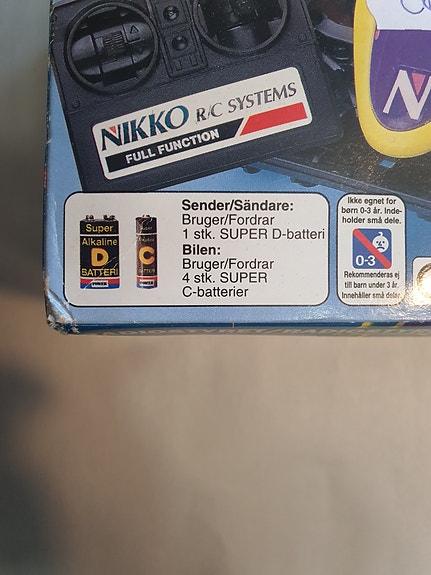 NIKKO R/C SYSTEMS
FULL FUNCTION
N
Super
Alkaline
D
BATTERI
POWER
C
BATTERI
Sender/Sändare:
Bruger/Fordrar
1 stk. SUPER D-batteri
Bilen:
Bruger/Fordrar
4 stk. SUPER
C-batterier
Ikke egnet for
børn 0-3 år. Inde-
holder små dele.
0-3
Rekommenderas ej
till barn under 3 år.
Innehåller små delar.